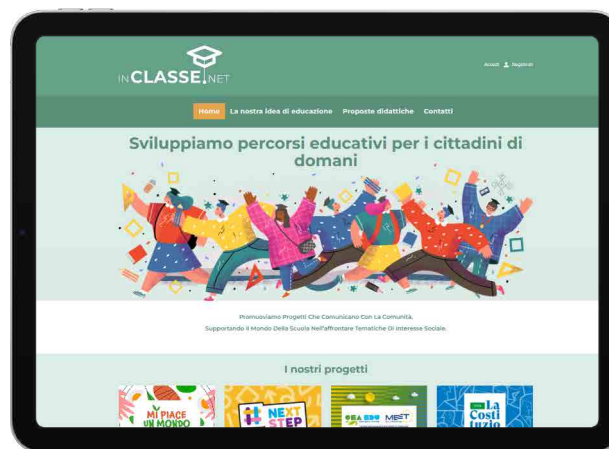 INCLASSE.NET
Accedi Registrati
Home La nostra idea di educazione Proposte didattiche Contatti
Sviluppiamo percorsi educativi per i cittadini di
domani
Promuoviamo Progetti Che Comunicano Con La Comunità,
Supportando Il Mondo Della Scuola Nell'affrontare Tematiche Di Interesse Sociale.
I nostri progetti
MI PIACE
UN MONDO
NEXT
STEP
EDU MEET
La
Costi
tuzio